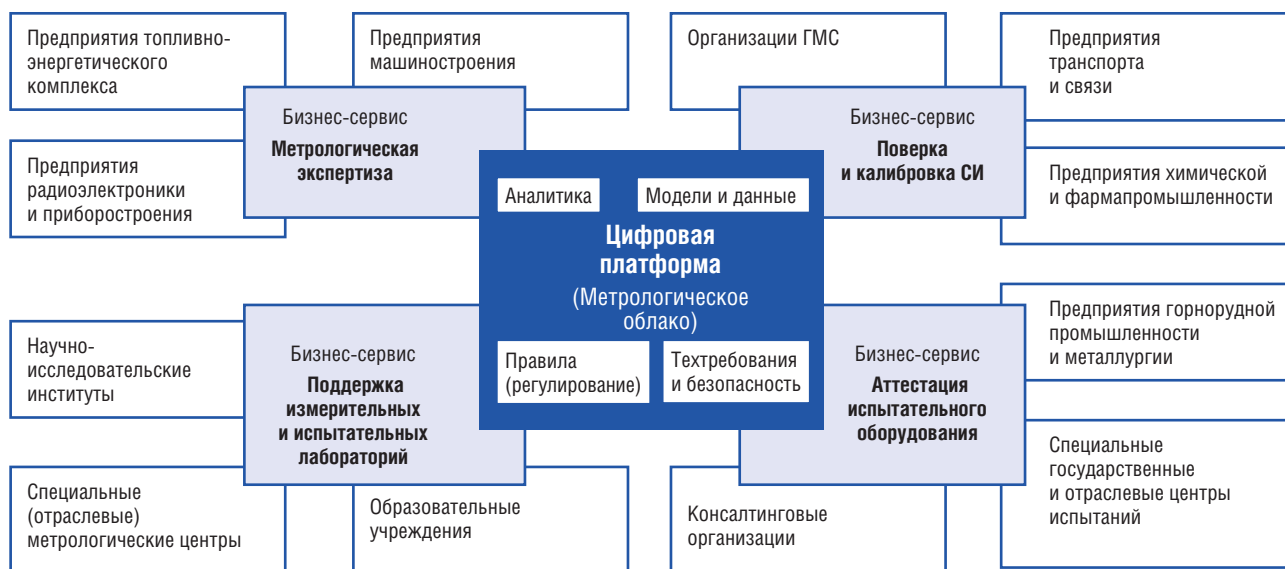 Предприятия топливно-
энергетического
комплекса
Предприятия
машиностроения
Организации ГМС
Предприятия
транспорта
и связи
Бизнес-сервис
Метрологическая
экспертиза
Бизнес-сервис
Поверка
и калибровка СИ
Предприятия
радиоэлектроники
и приборостроения
Предприятия химической
и фармапромышленности
Аналитика
Модели и данные
Цифровая
платформа
(Метрологическое
облако)
Правила
(регулирование)
Техтребования
и безопасность
Научно-
исследовательские
институты
Бизнес-сервис
Поддержка
измерительных
и испытательных
лабораторий
Бизнес-сервис
Аттестация
испытательного
оборудования
Предприятия горнорудной
промышленности
и металлургии
Специальные
(отраслевые)
метрологические центры
Образовательные
учреждения
Консалтинговые
организации
Специальные
государственные
и отраслевые центры
испытаний